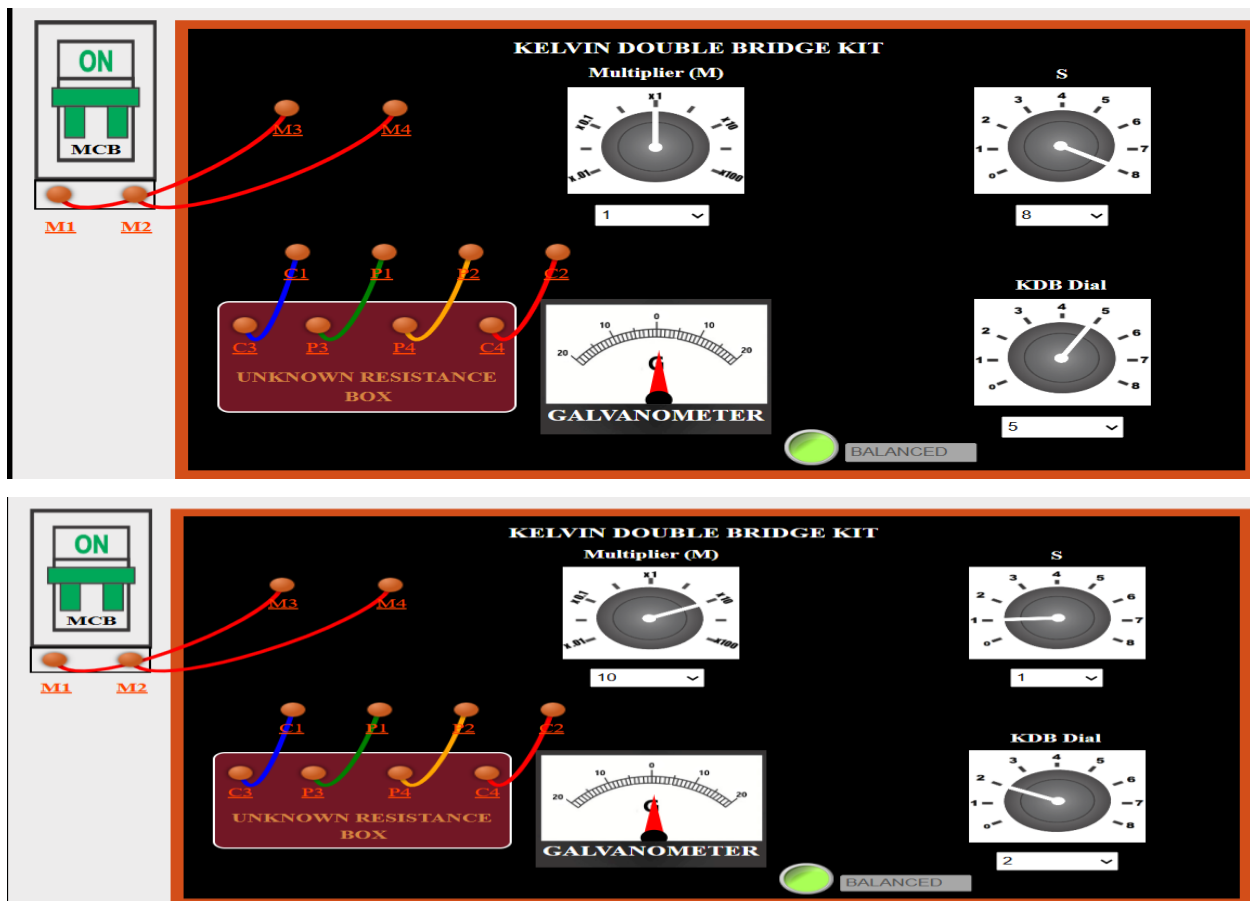 KELVIN DOUBLE BRIDGE KIT
ON
MCB
M1 M2
M3 M4
Multiplier (M)
x.01 x0.1 x1 x10 x100
1
S
0 1 2 3 4 5 6 7 8
8
C1 P1 P2 C2
C3 P3 P4 C4
UNKNOWN RESISTANCE
BOX
20 10 0 10 20
G
GALVANOMETER
KDB Dial
0 1 2 3 4 5 6 7 8
5
BALANCED
KELVIN DOUBLE BRIDGE KIT
ON
MCB
M1 M2
M3 M4
Multiplier (M)
x.01 x0.1 x1 x10 x100
10
S
0 1 2 3 4 5 6 7 8
1
C1 P1 P2 C2
C3 P3 P4 C4
UNKNOWN RESISTANCE
BOX
20 10 0 10 20
G
GALVANOMETER
KDB Dial
0 1 2 3 4 5 6 7 8
2
BALANCED